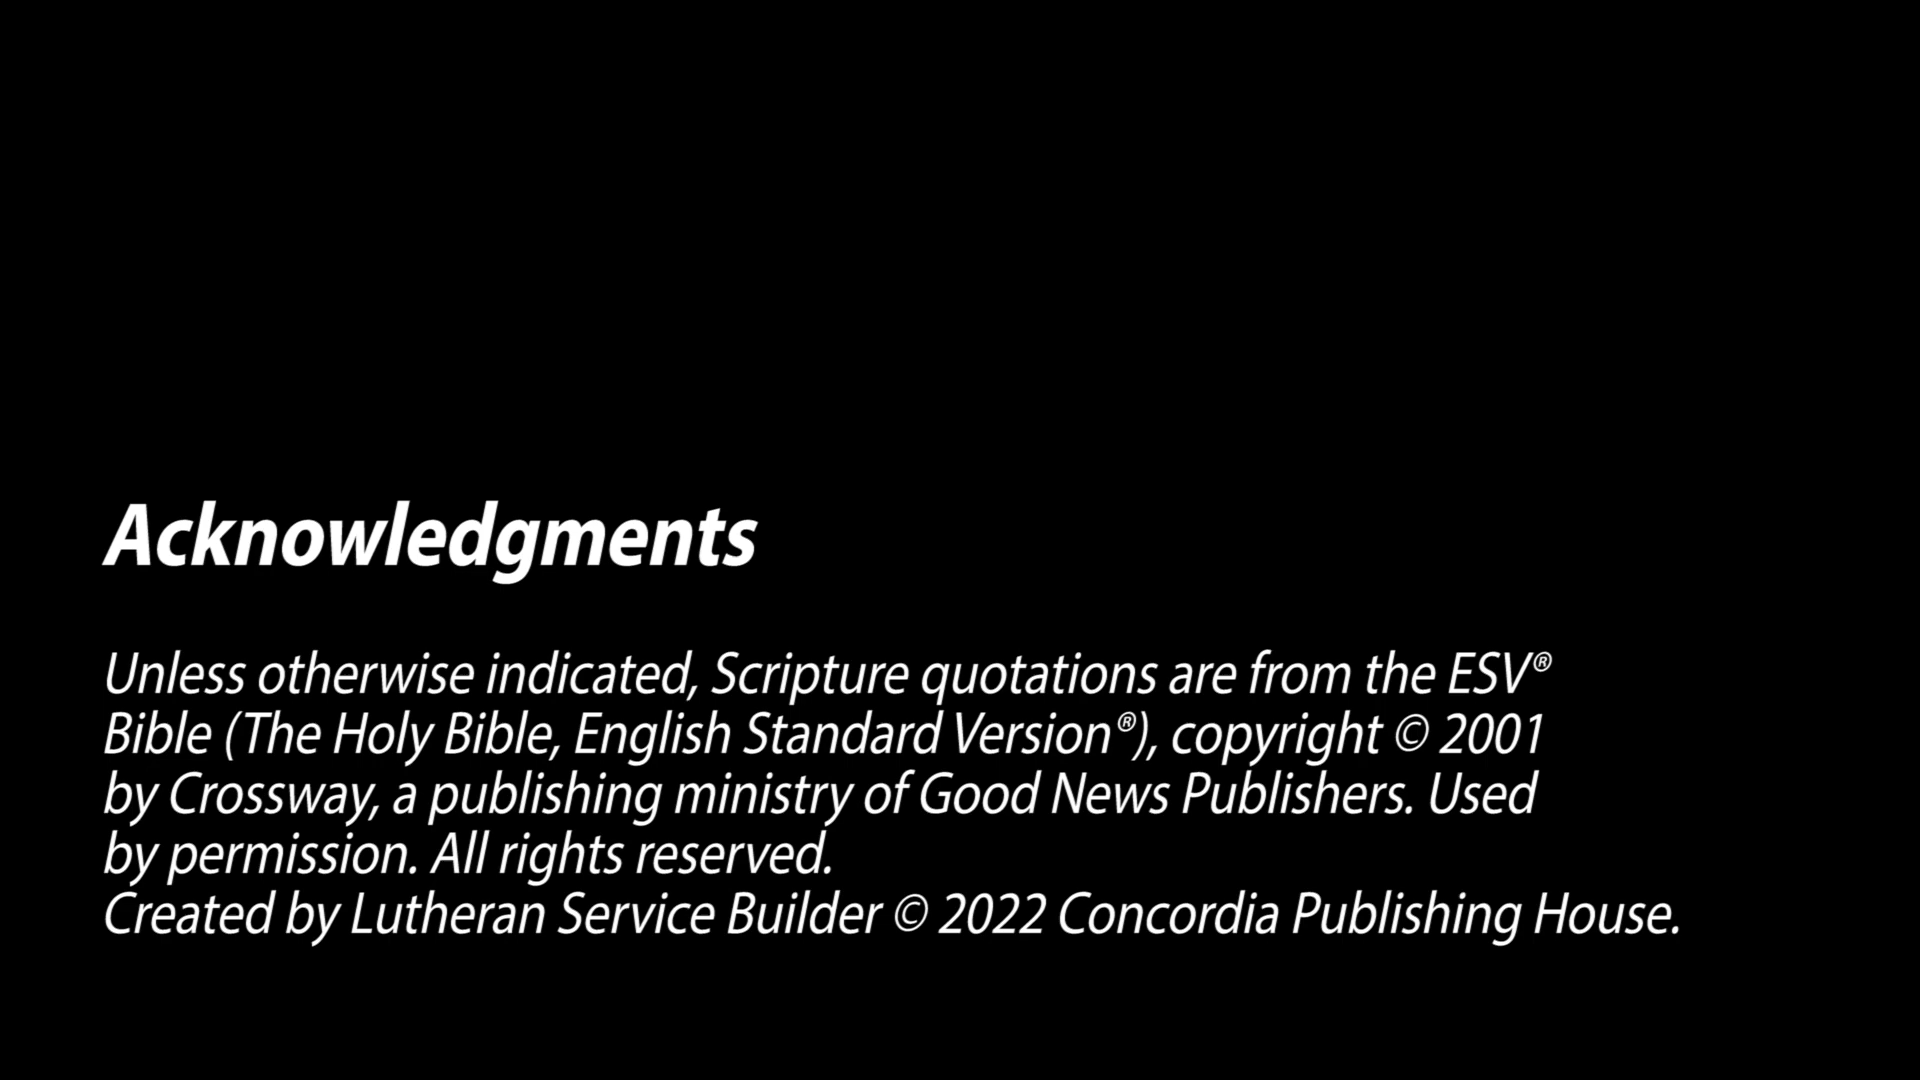 Acknowledgments
Unless otherwise indicated, Scripture quotations are from the ESV®
Bible (The Holy Bible, English Standard Version®), copyright © 2001
by Crossway, a publishing ministry of Good News Publishers. Used
by permission. All rights reserved.
Created by Lutheran Service Builder © 2022 Concordia Publishing House.